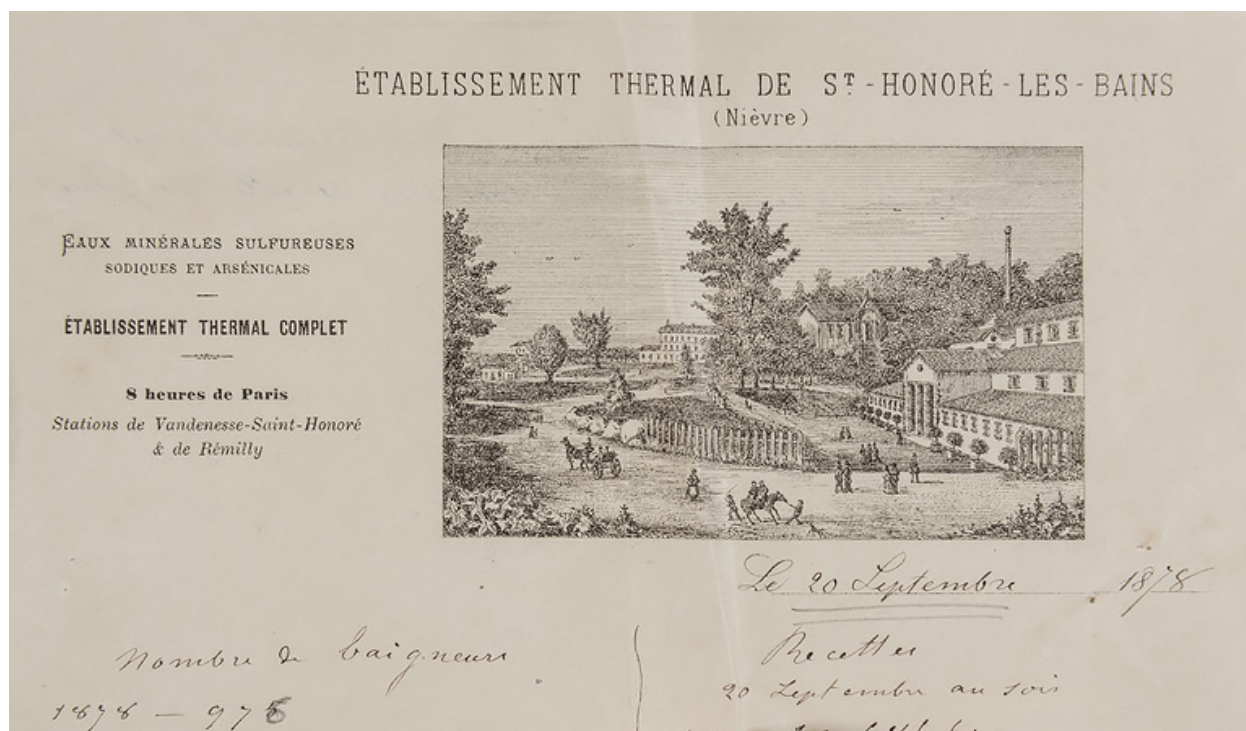 ÉTABLISSEMENT THERMAL DE ST-HONORÉ-LES-BAINS
(Nièvre)
EAUX MINÉRALES SULFUREUSES
SODIQUES ET ARSÉNICALES
ÉTABLISSEMENT THERMAL COMPLET
8 heures de Paris
Stations de Vandenesse-Saint-Honoré
& de Rémilly
Le 20 Septembre 1878
Nombre de baigneurs
1878 — 97
Recettes
20 Septembre au soir